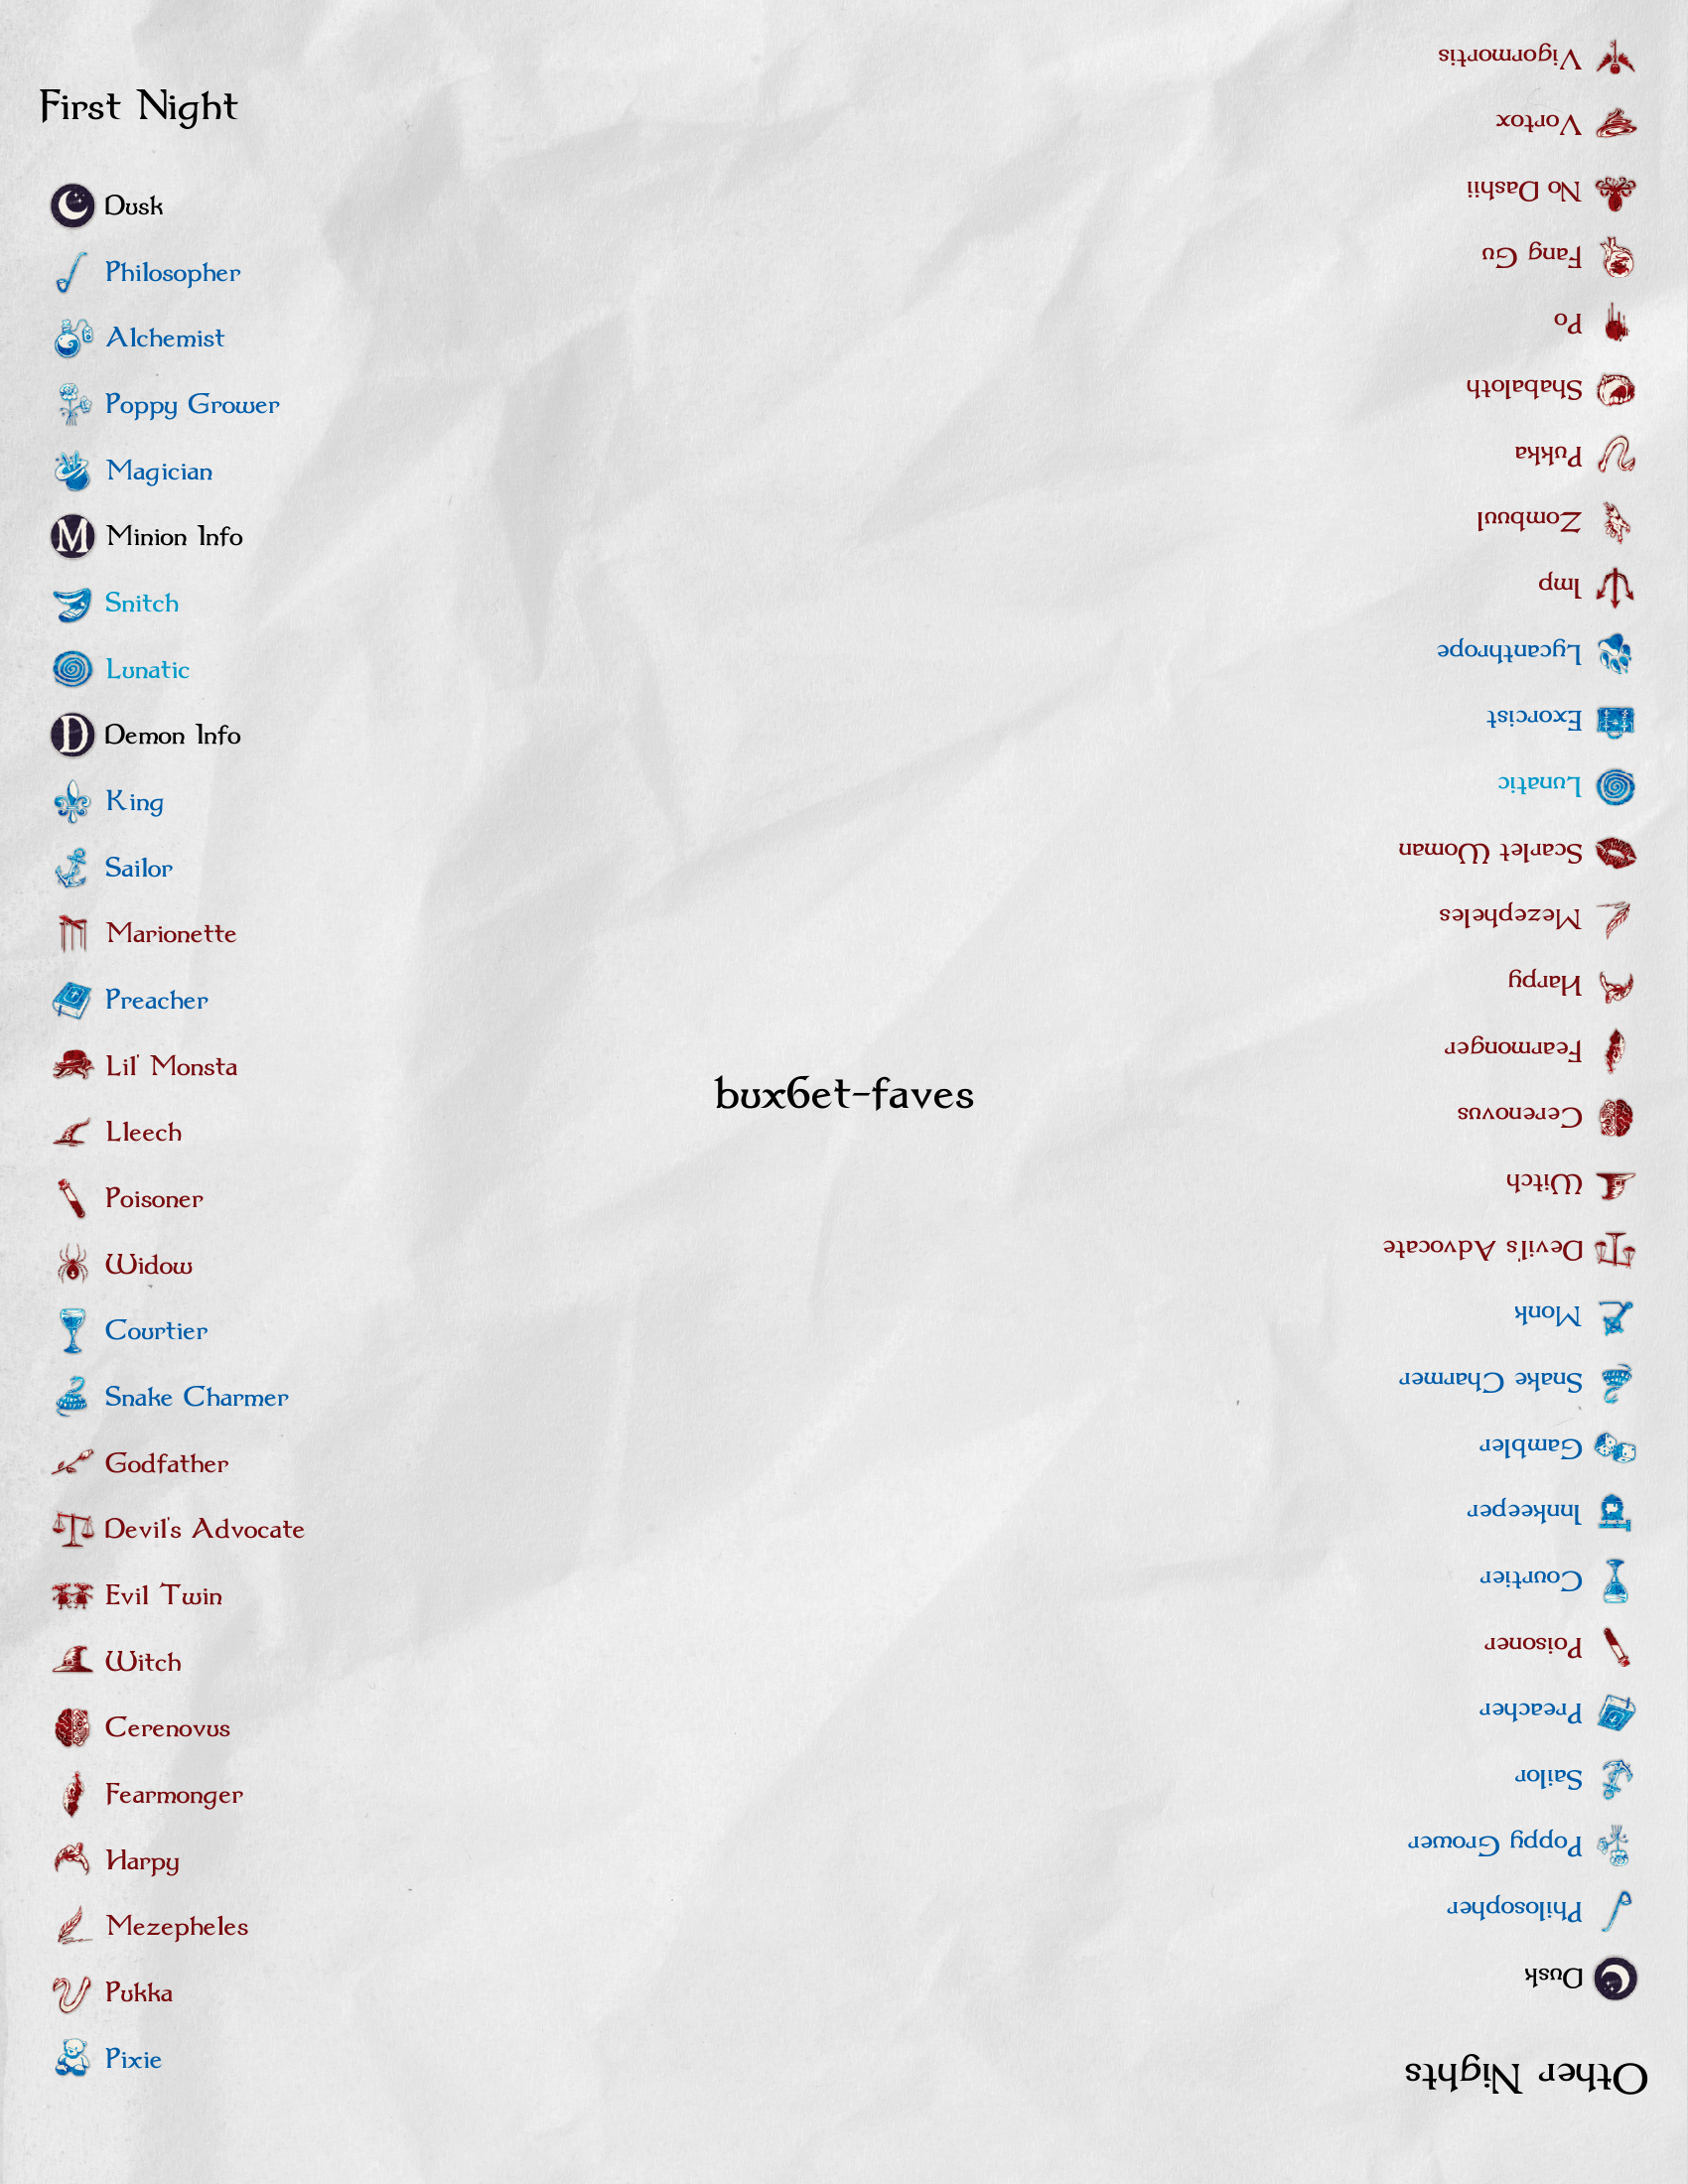 First Night
Dusk
Philosopher
Alchemist
Poppy Grower
Magician
M
Minion Info
Snitch
Lunatic
D
Demon Info
King
Sailor
Marionette
Preacher
Lil' Monsta
Lleech
Poisoner
Widow
Courtier
Snake Charmer
Godfather
Devil's Advocate
Evil Twin
Witch
Cerenovus
Fearmonger
Harpy
Mezepheles
Pukka
Pixie
bux6et-faves
Other Nights
Dusk
Philosopher
Poppy Grower
Sailor
Preacher
Poisoner
Courtier
Innkeeper
Gambler
Snake Charmer
Monk
Devil's Advocate
Witch
Cerenovus
Fearmonger
Harpy
Mezepheles
Scarlet Woman
Lunatic
Exorcist
Lycanthrope
Imp
Zombuul
Pukka
Shabaloth
Po
Fang Gu
No Dashii
Vortox
Vigormortis